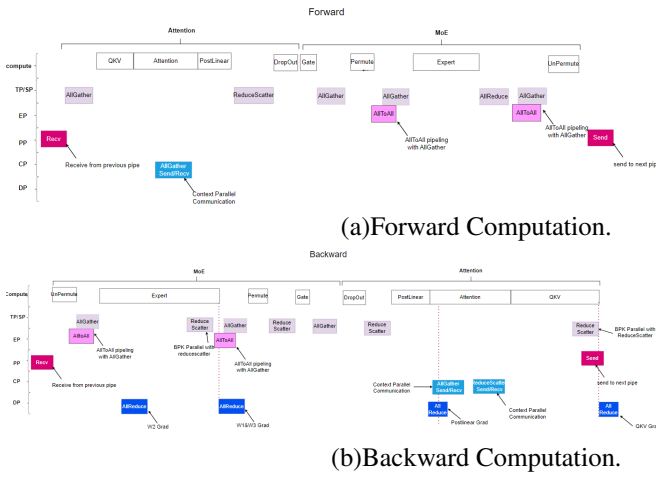 Forward
Attention
MoE
compute
QKV
Attention
PostLinear
DropOut
Gate
Permute
Expert
UnPermute
TP/SP
AllGather
ReduceScatter
AllGather
AllGather
AllReduce
AllGather
EP
AllToAll
AllToAll
AllToAll pipeling
with AllGather
AllToAll pipeling
with AllGather
PP
Recv
Send
Receive from previous pipe
send to next pip
CP
AllGather
Send/Recv
Context Parallel
Communication
DP
(a)Forward Computation.
Backward
MoE
Attention
Compute
UnPermute
Expert
Permute
Gate
DropOut
PostLinear
Attention
QKV
TP/SP
AllGather
Reduce
Scatter
AllGather
Reduce
Scatter
AllGather
Reduce
Scatter
Reduce
Scatter
BPK Parallel with
ReduceScatter
EP
AlltoAll
AllToAll
AllToAll pipeling
with AllGather
BPK Parallel with
reducescatter
AllToAll pipeling
with AllGather
PP
Recv
Send
Receive from previous pipe
send to next pipe
CP
Context Parallel
Communication
AllGather
Send/Recv
ReduceScatte
Send/Recv
Context Parallel
Communication
DP
AllReduce
AllReduce
All
Reduce
All
Reduce
W2 Grad
W1&W3 Grad
Postlinear Grad
QKV Gra
(b)Backward Computation.